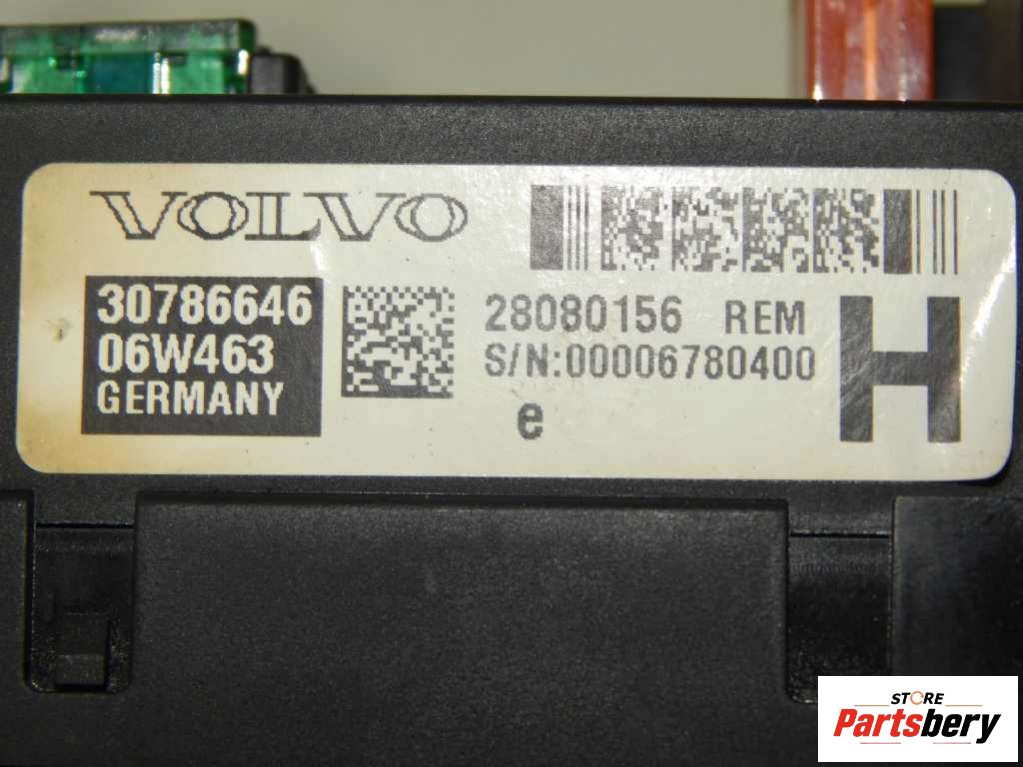 VOLVO
30786646
06W463
GERMANY
28080156 REM
S/N:00006780400
e
H
STORE
Partsbery